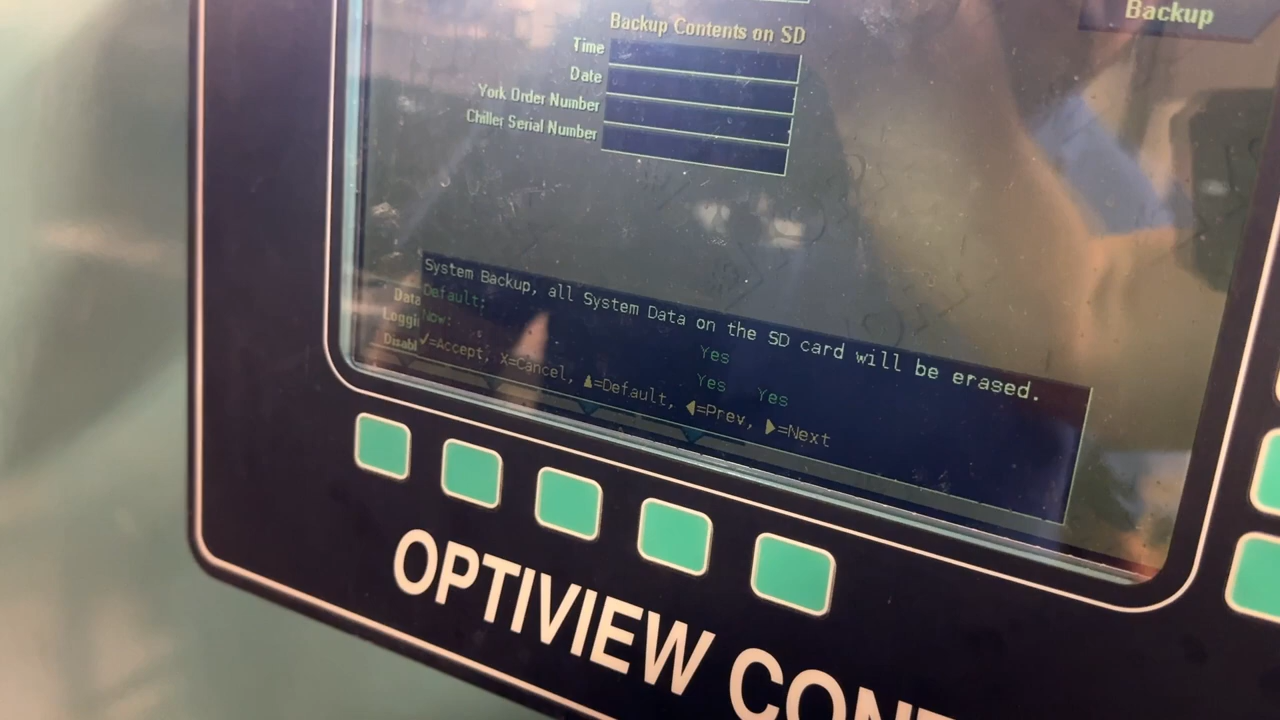 Backup
Backup Contents on SD
Time
Date
York Order Number
Chiller Serial Number
System Backup, all System Data on the SD card will be erased.
Data
Default: Yes
Loggi
Now: Yes Yes
Disabl
✓=Accept, X=Cancel, ▲=Default, ◀=Prev, ▶=Next
OPTIVIEW CON